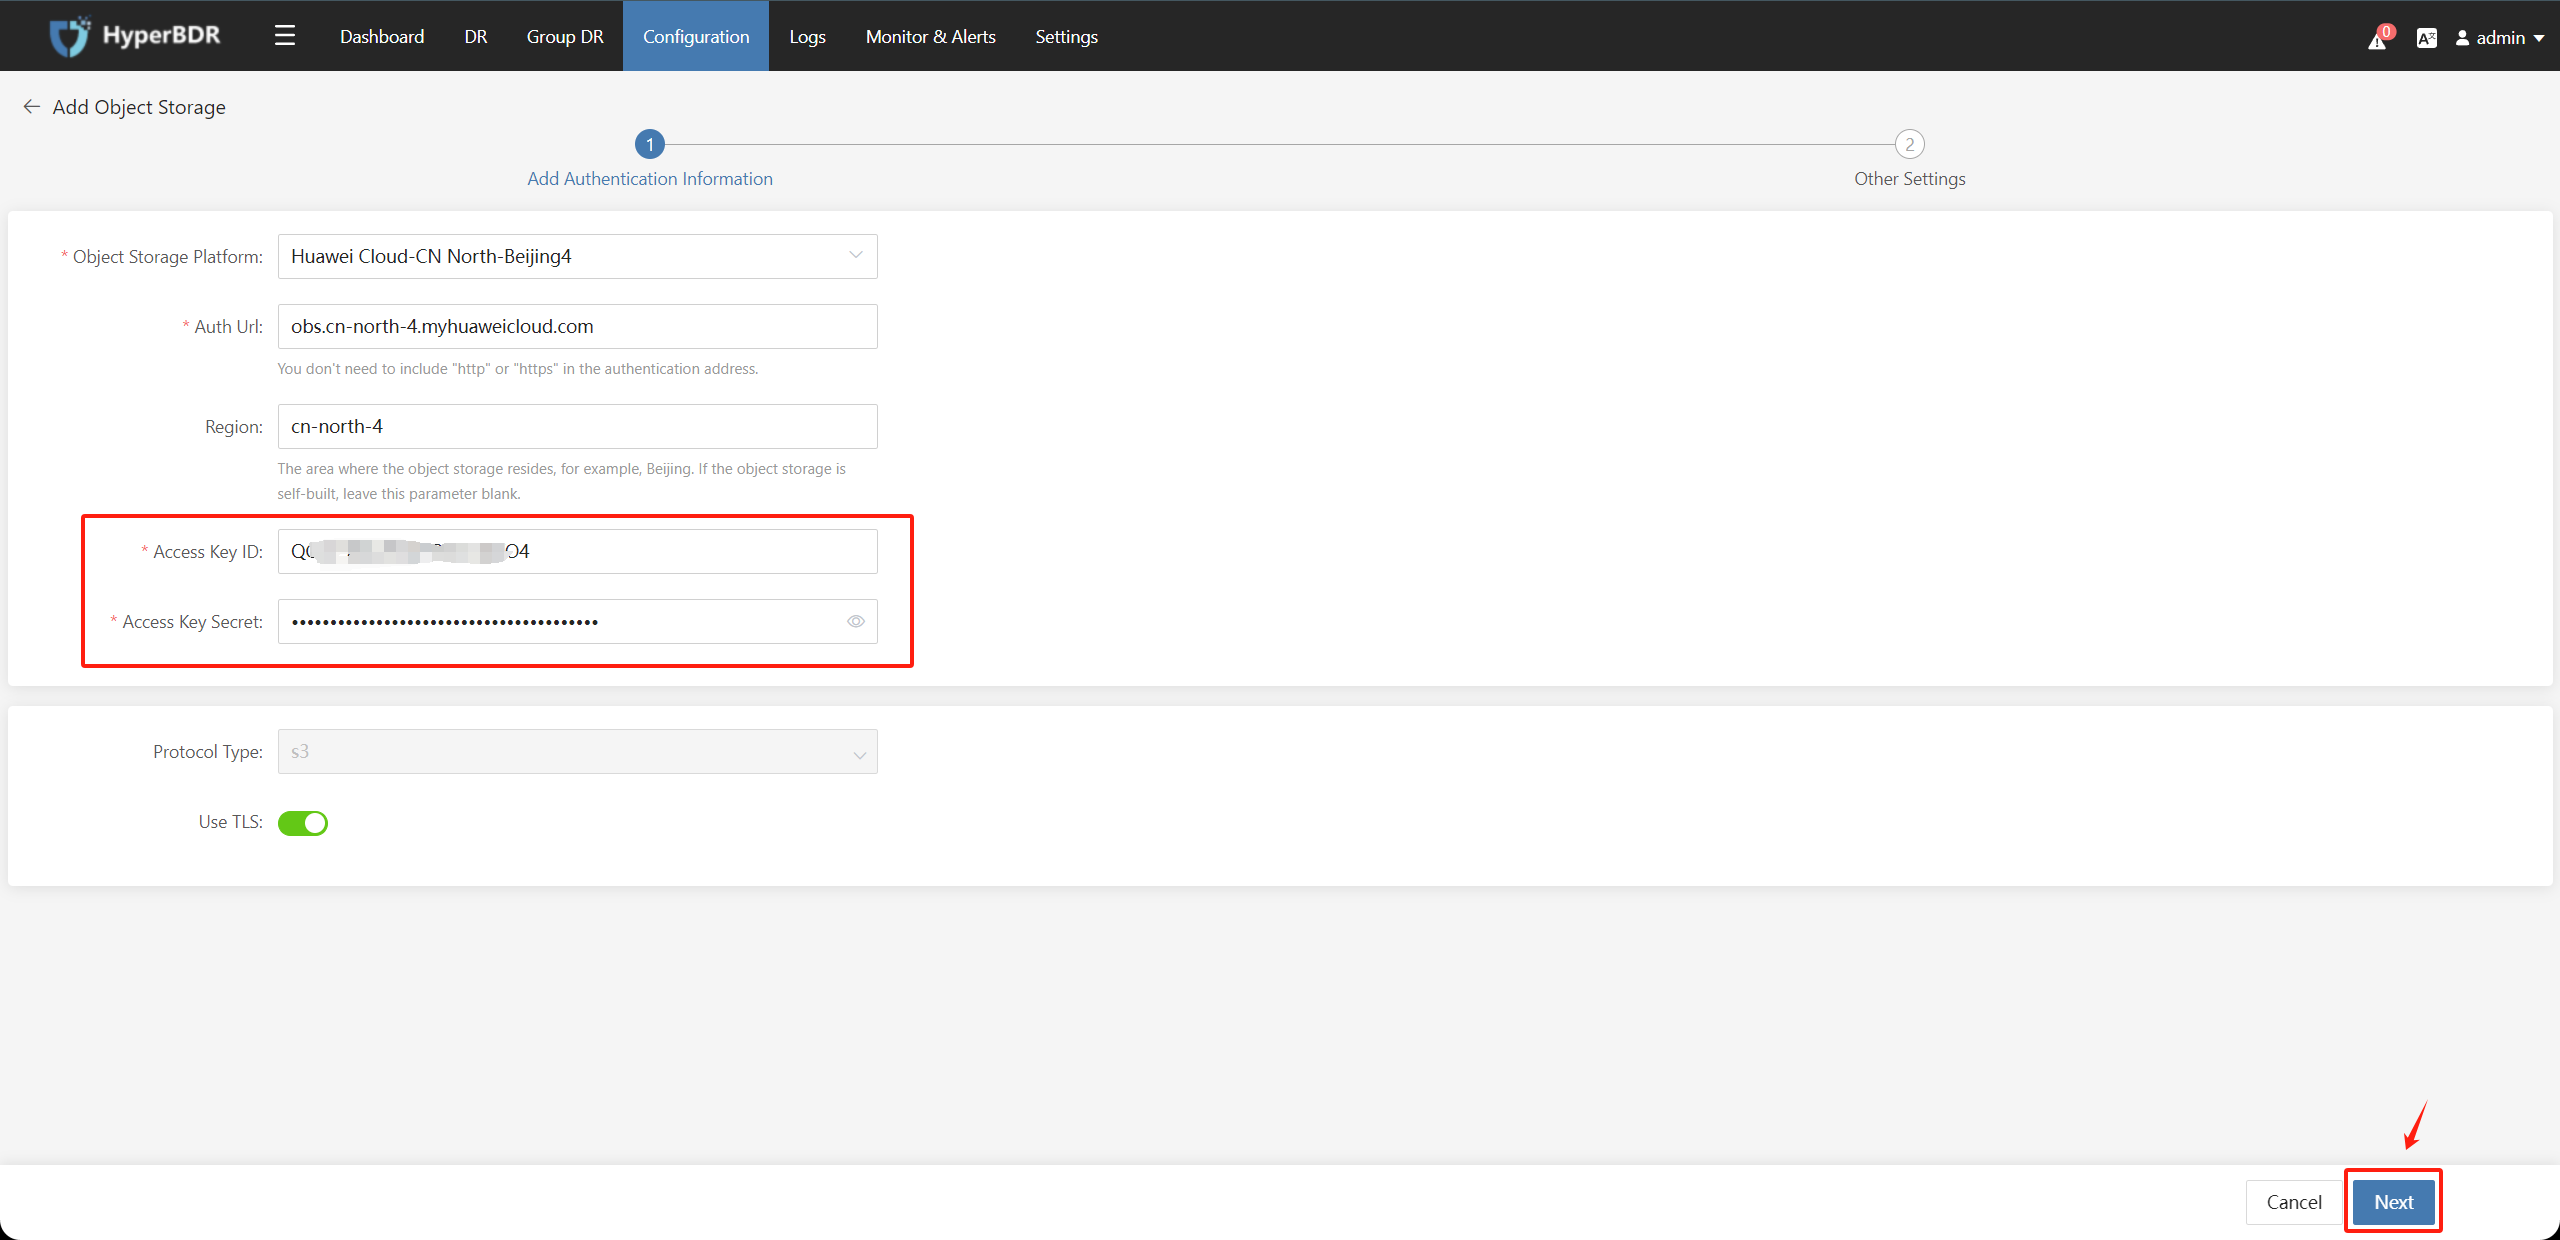 HyperBDR Dashboard DR Group DR Configuration Logs Monitor & Alerts Settings 0 admin
Add Object Storage
1 2
Add Authentication Information Other Settings
* Object Storage Platform: Huawei Cloud-CN North-Beijing4
* Auth Url: obs.cn-north-4.myhuaweicloud.com
You don't need to include "http" or "https" in the authentication address.
Region: cn-north-4
The area where the object storage resides, for example, Beijing. If the object storage is
self-built, leave this parameter blank.
* Access Key ID:
* Access Key Secret: ••••••••••••••••••••••••••••••••••••••••
Protocol Type: s3
Use TLS:
Cancel Next